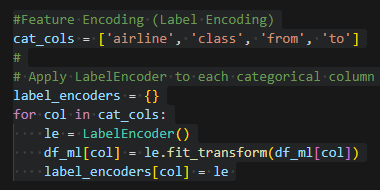 #Feature Encoding (Label Encoding)
cat_cols = ['airline', 'class', 'from', 'to']
#
# Apply LabelEncoder to each categorical column
label_encoders = {}
for col in cat_cols:
    le = LabelEncoder()
    df_ml[col] = le.fit_transform(df_ml[col])
    label_encoders[col] = le